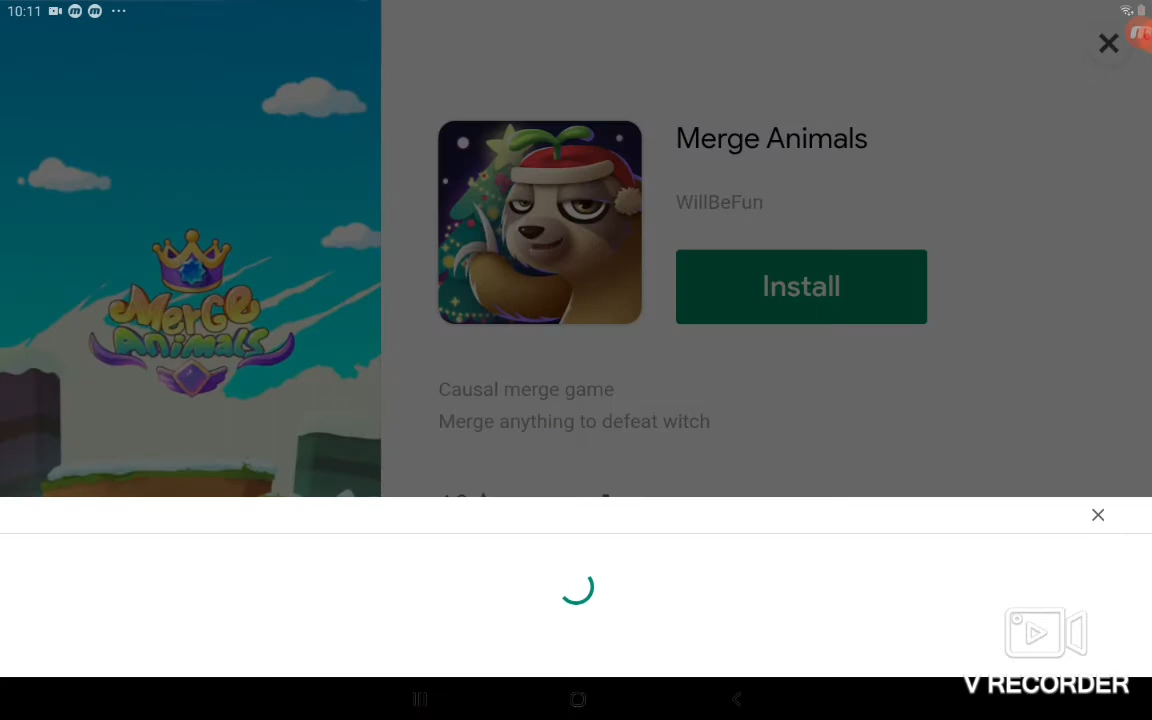 10:11
Merge Animals
WillBeFun
Install
Merge
Animals
Causal merge game
Merge anything to defeat witch
V RECORDER